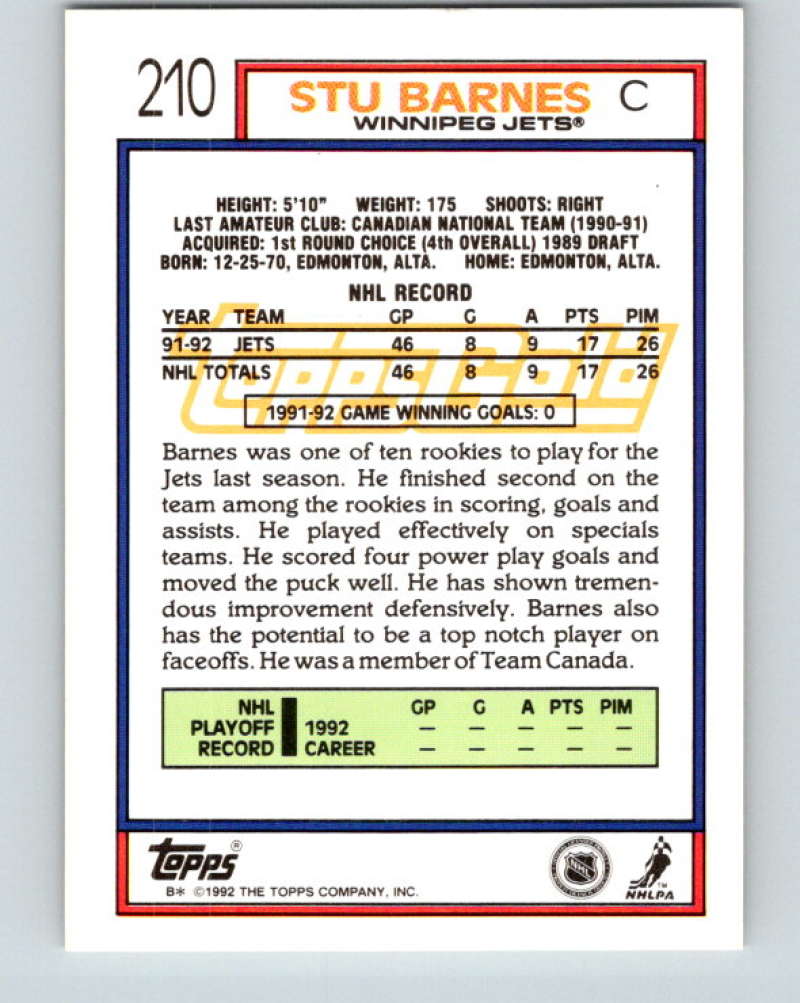 210
STU BARNES C
WINNIPEG JETS®
HEIGHT: 5'10" WEIGHT: 175 SHOOTS: RIGHT
LAST AMATEUR CLUB: CANADIAN NATIONAL TEAM (1990-91)
ACQUIRED: 1st ROUND CHOICE (4th OVERALL) 1989 DRAFT
BORN: 12-25-70, EDMONTON, ALTA. HOME: EDMONTON, ALTA.
NHL RECORD
YEAR TEAM GP G A PTS PIM
91-92 JETS 46 8 9 17 26
NHL TOTALS 46 8 9 17 26
ToppsGold
1991-92 GAME WINNING GOALS: 0
Barnes was one of ten rookies to play for the
Jets last season. He finished second on the
team among the rookies in scoring, goals and
assists. He played effectively on specials
teams. He scored four power play goals and
moved the puck well. He has shown tremen-
dous improvement defensively. Barnes also
has the potential to be a top notch player on
faceoffs. He was a member of Team Canada.
NHL GP G A PTS PIM
PLAYOFF 1992 – – – – –
RECORD CAREER – – – – –
Topps®
B* ©1992 THE TOPPS COMPANY, INC.
NHL
NHLPA™